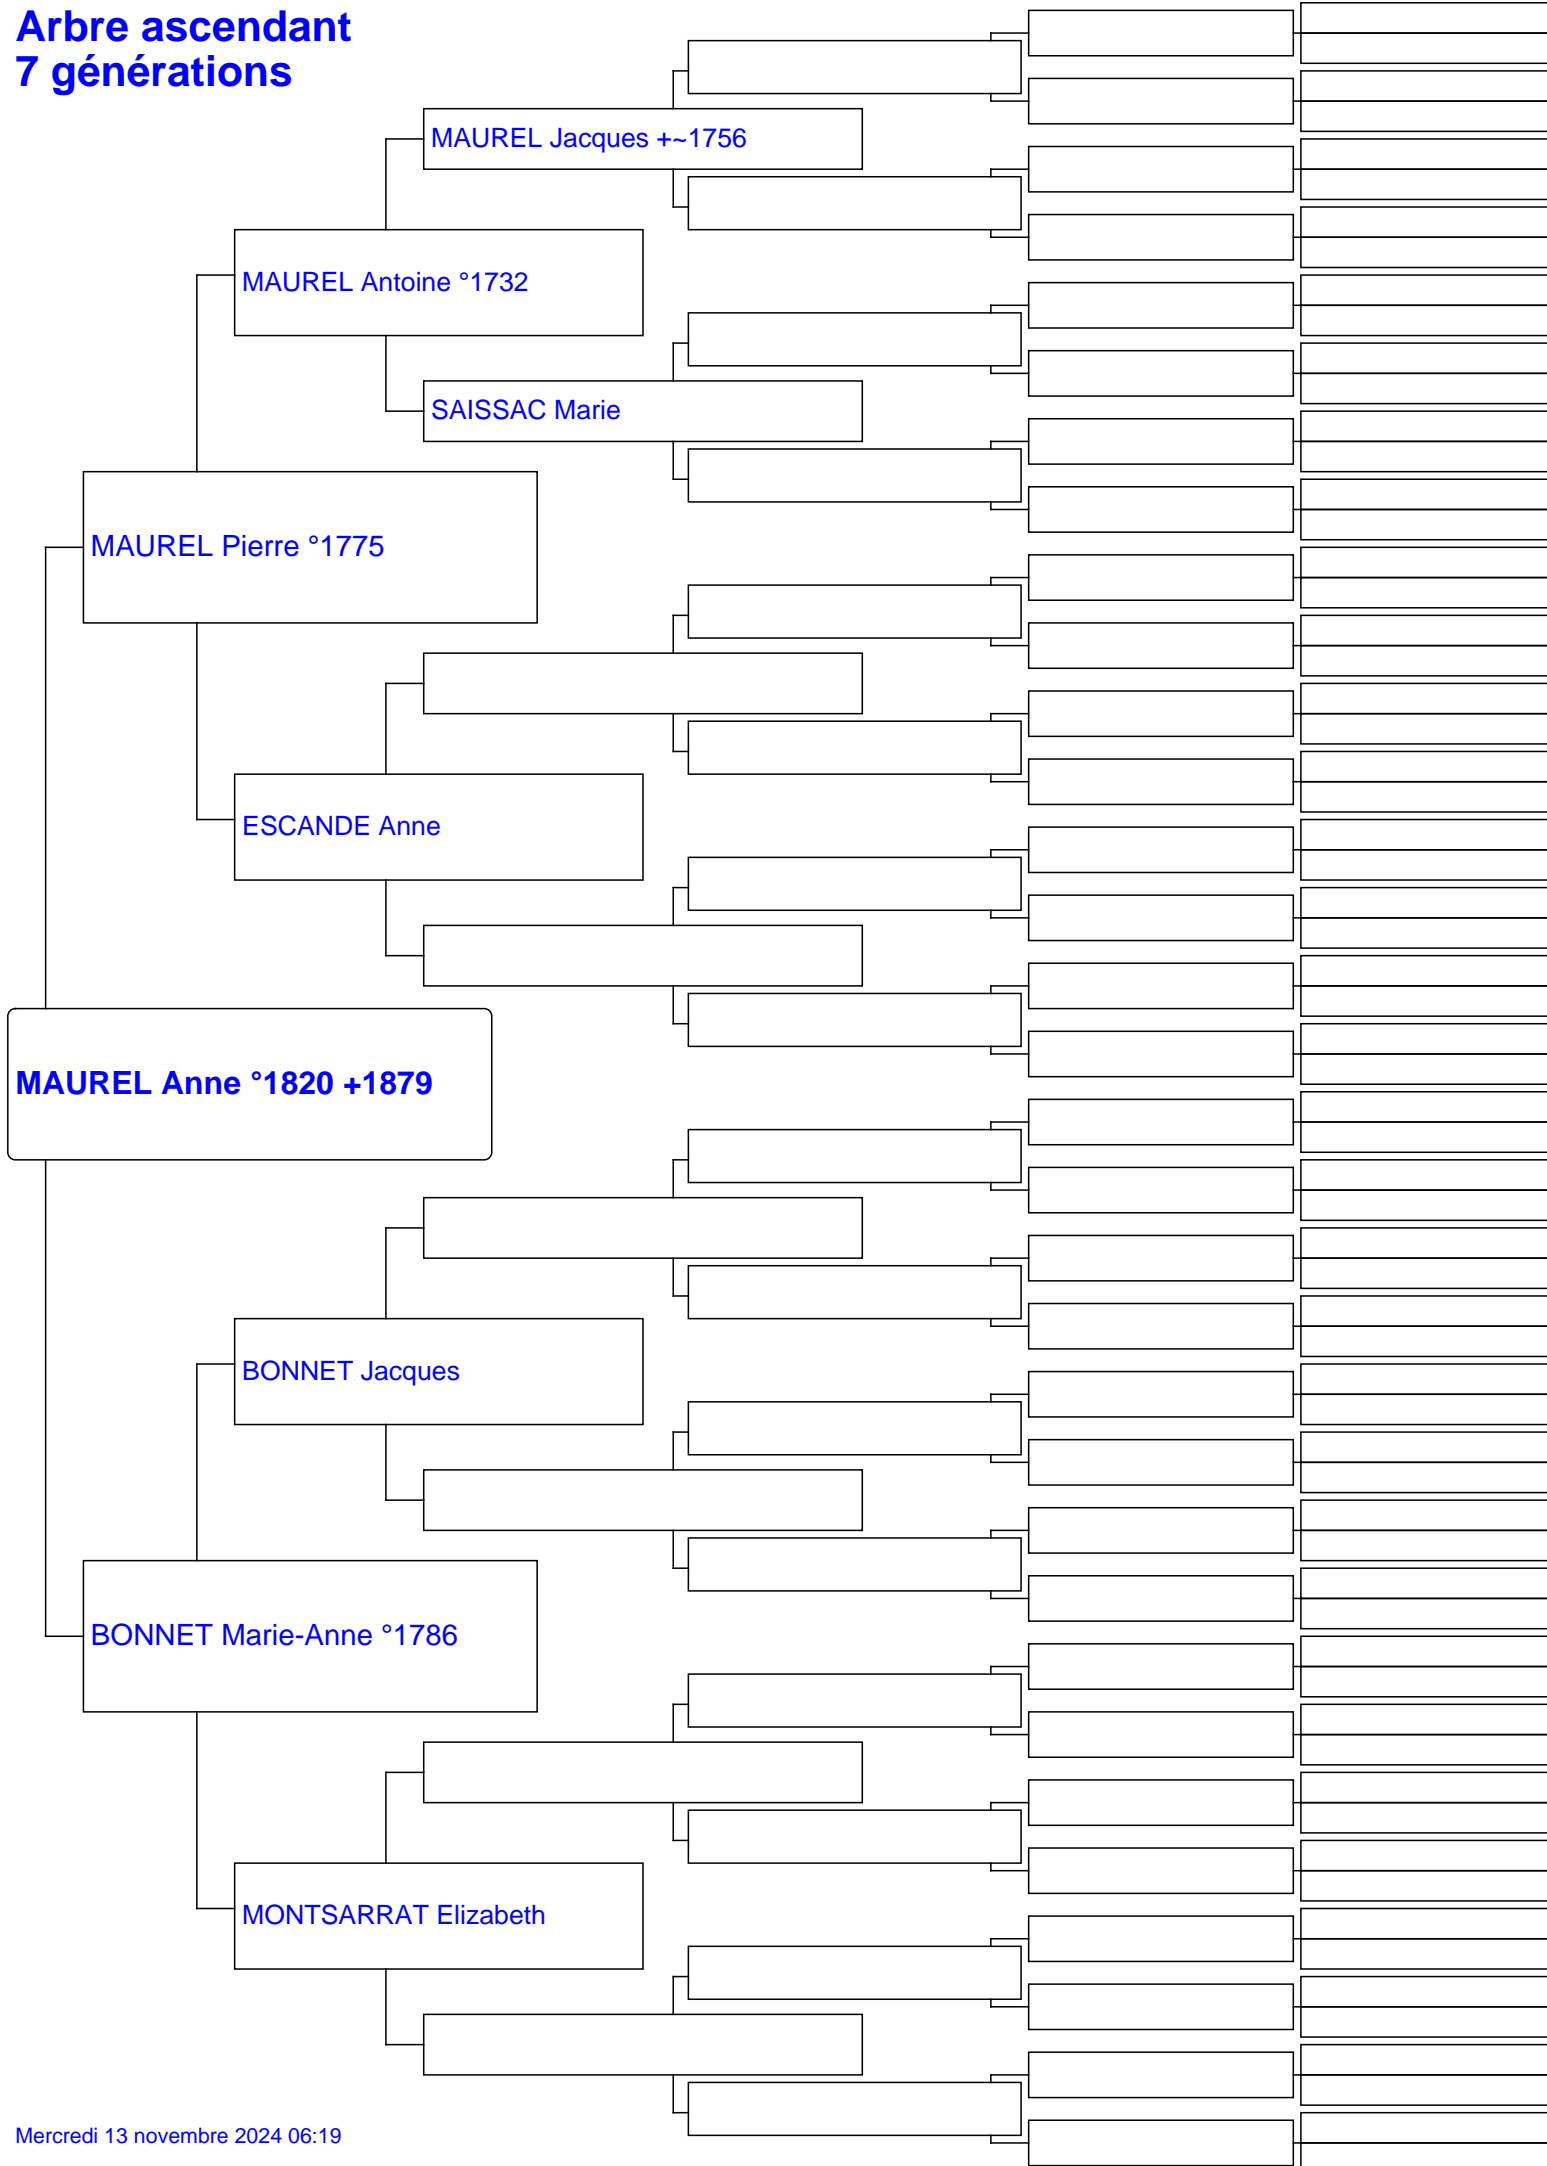 Arbre ascendant
7 générations
MAUREL Jacques +~1756
MAUREL Antoine °1732
SAISSAC Marie
MAUREL Pierre °1775
ESCANDE Anne
MAUREL Anne °1820 +1879
BONNET Jacques
BONNET Marie-Anne °1786
MONTSARRAT Elizabeth
Mercredi 13 novembre 2024 06:19